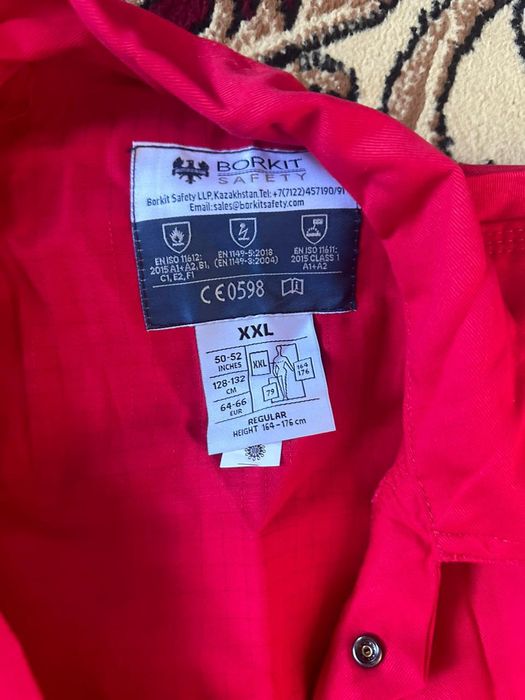 BORKIT
SAFETY
Borkit Safety LLP, Kazakhstan. Tel: +7(7122)457190/91
Email: sales@borkitsafety.com
EN ISO 11612:
2015 A1+A2, B1,
C1, E2, F1
EN 1149-5:2018
(EN 1149-3:2004)
EN ISO 11611:
2015 CLASS 1
A1+A2
CE0598
i
XXL
50-52
INCHES
128-132
CM
64-66
EUR
XXL
164
176
79
REGULAR
HEIGHT 164-176 cm